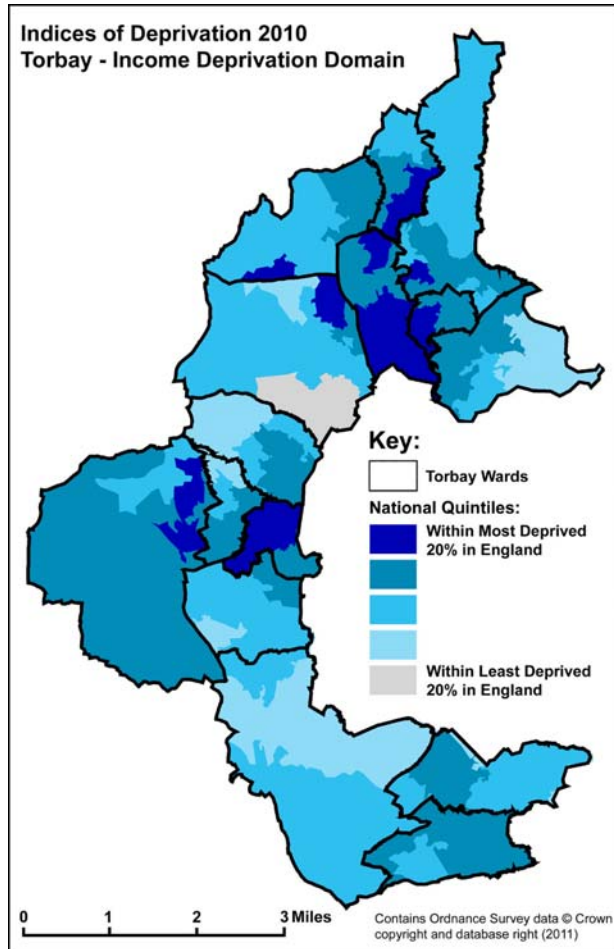 Indices of Deprivation 2010
Torbay - Income Deprivation Domain
Key:
Torbay Wards
National Quintiles:
Within Most Deprived
20% in England
Within Least Deprived
20% in England
0 1 2 3 Miles
Contains Ordnance Survey data © Crown
copyright and database right (2011)